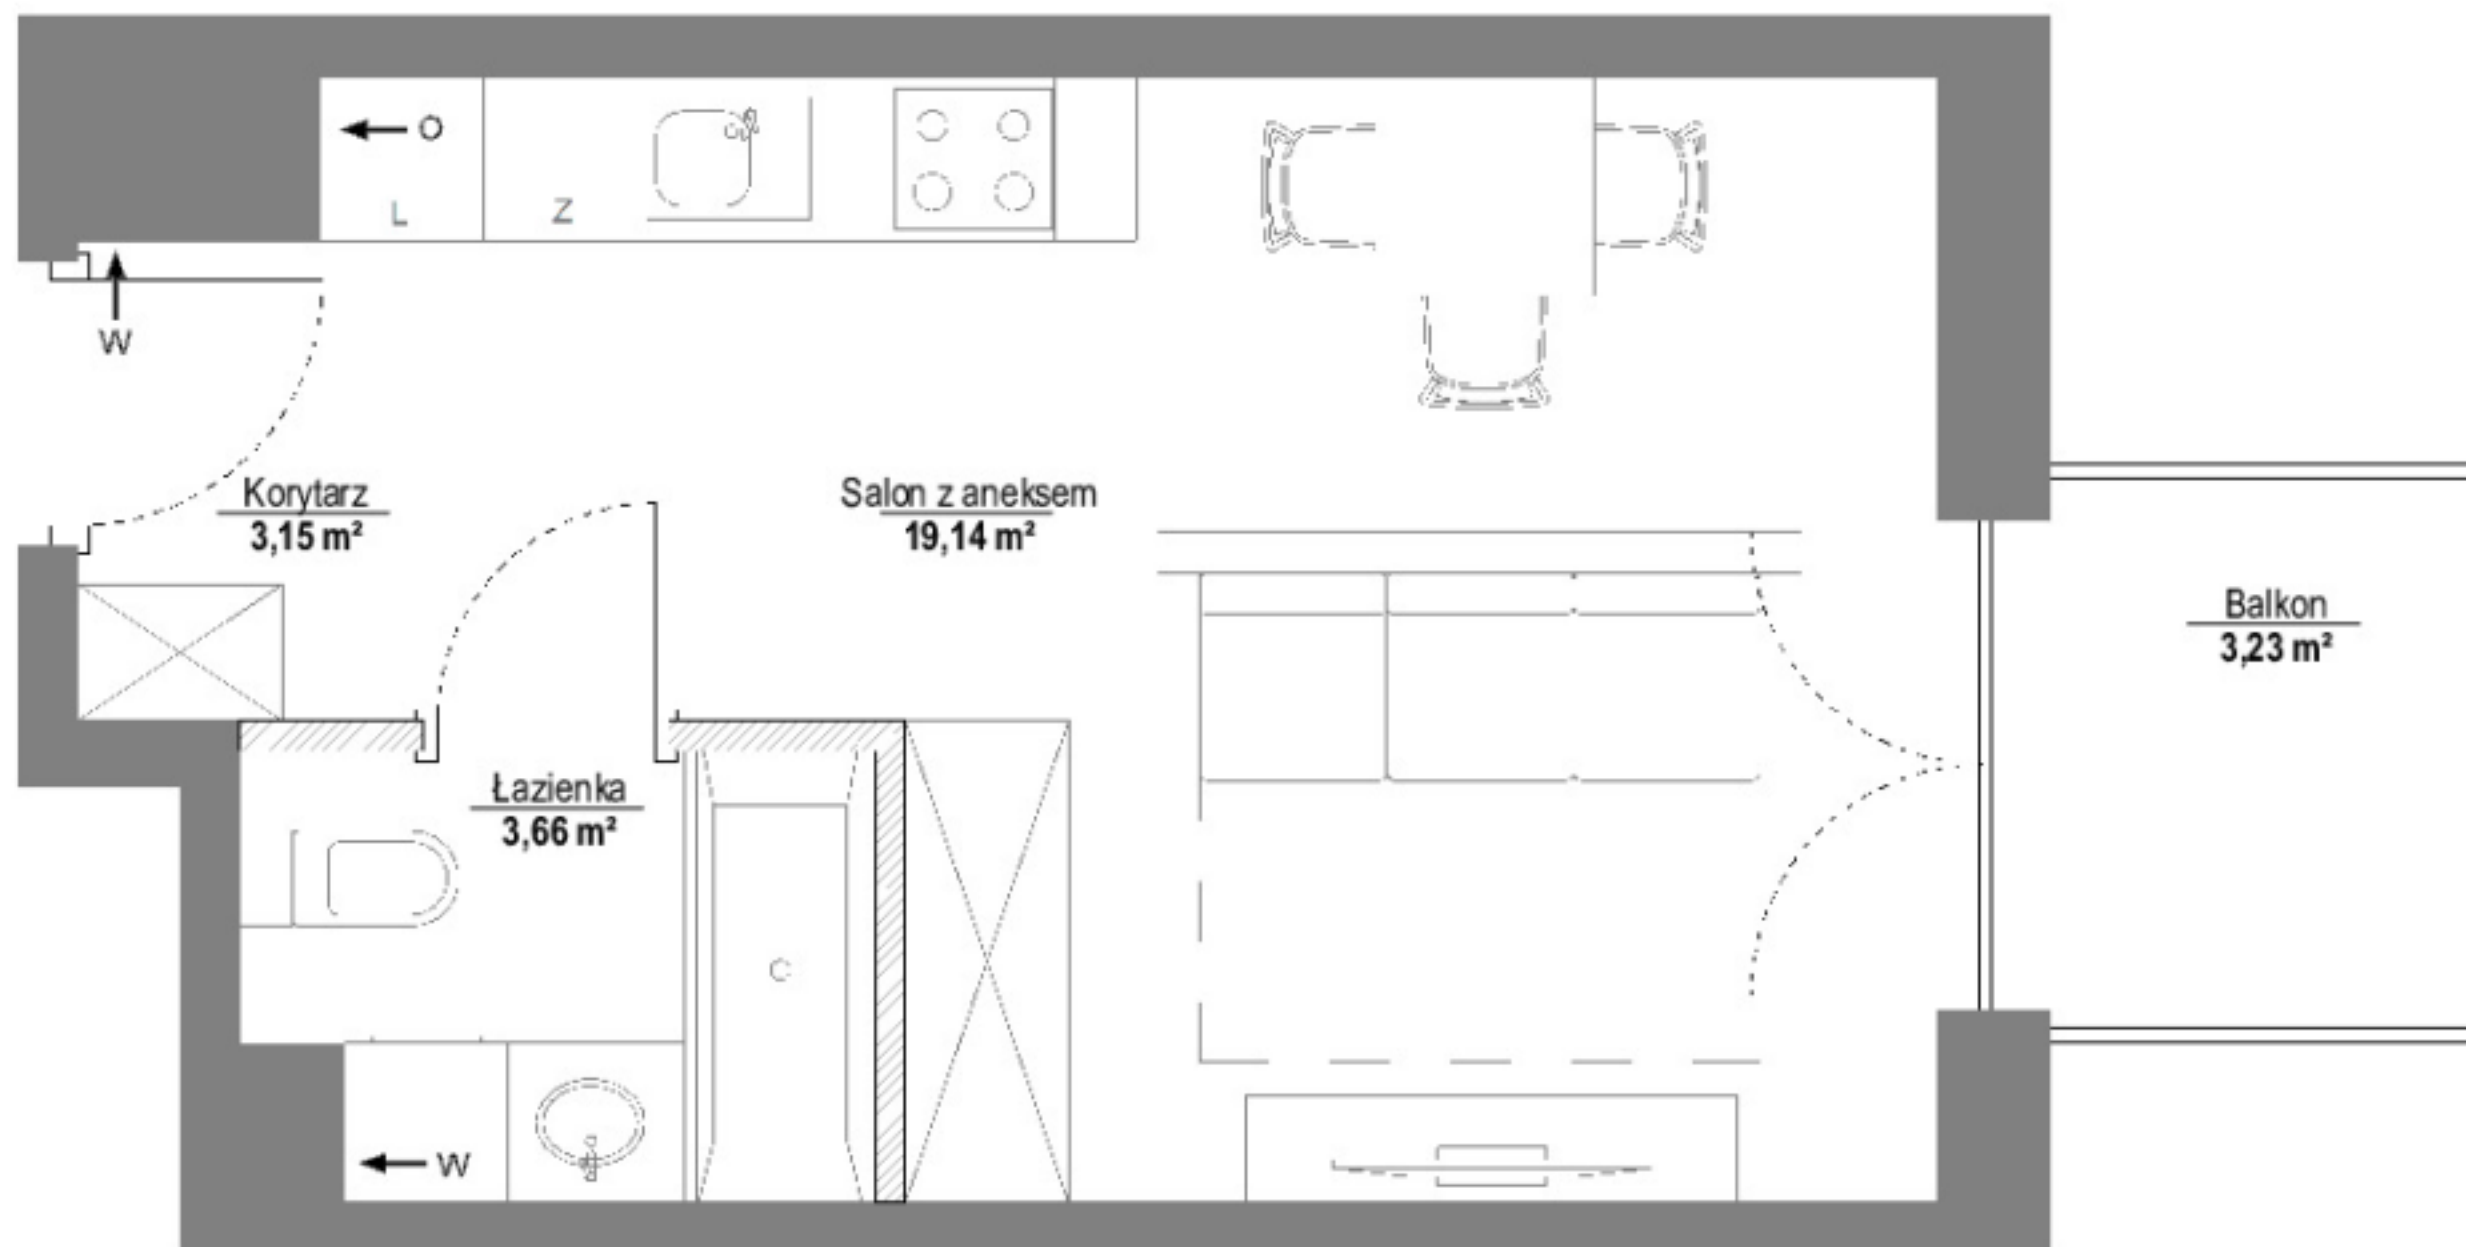 O
L
Z
W
Korytarz
3,15 m²
Salon z aneksem
19,14 m²
Balkon
3,23 m²
Łazienka
3,66 m²
W